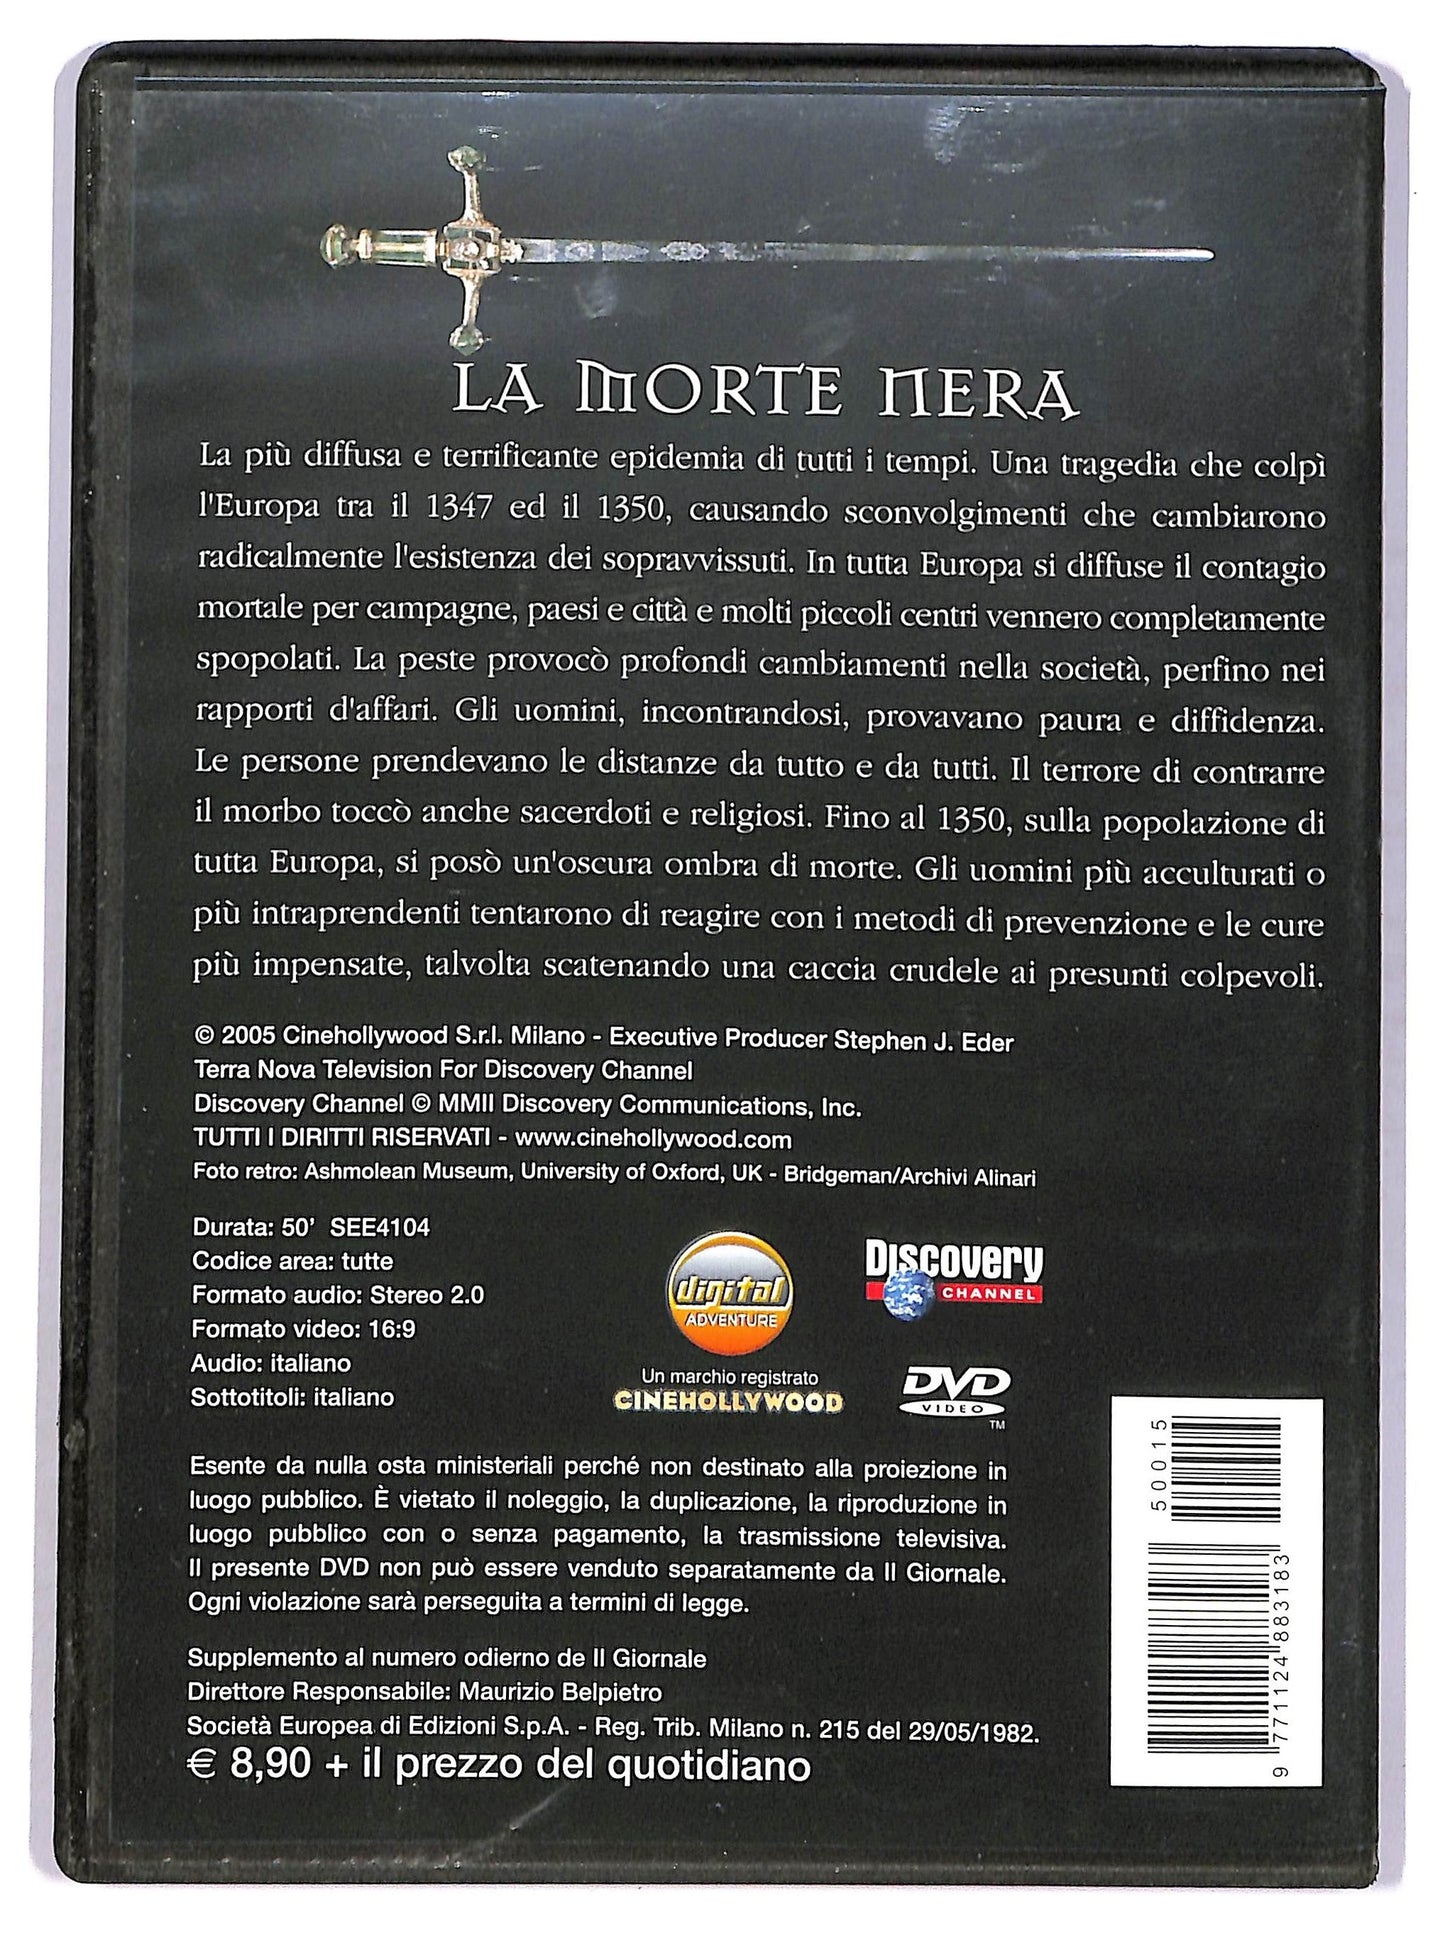 LA MORTE NERA
La più diffusa e terrificante epidemia di tutti i tempi. Una tragedia che colpì
l'Europa tra il 1347 ed il 1350, causando sconvolgimenti che cambiarono
radicalmente l'esistenza dei sopravvissuti. In tutta Europa si diffuse il contagio
mortale per campagne, paesi e città e molti piccoli centri vennero completamente
spopolati. La peste provocò profondi cambiamenti nella società, perfino nei
rapporti d'affari. Gli uomini, incontrandosi, provavano paura e diffidenza.
Le persone prendevano le distanze da tutto e da tutti. Il terrore di contrarre
il morbo toccò anche sacerdoti e religiosi. Fino al 1350, sulla popolazione di
tutta Europa, si posò un'oscura ombra di morte. Gli uomini più acculturati o
più intraprendenti tentarono di reagire con i metodi di prevenzione e le cure
più impensate, talvolta scatenando una caccia crudele ai presunti colpevoli.
© 2005 Cinehollywood S.r.l. Milano - Executive Producer Stephen J. Eder
Terra Nova Television For Discovery Channel
Discovery Channel © MMII Discovery Communications, Inc.
TUTTI I DIRITTI RISERVATI - www.cinehollywood.com
Foto retro: Ashmolean Museum, University of Oxford, UK - Bridgeman/Archivi Alinari
Durata: 50’ SEE4104
Codice area: tutte
Formato audio: Stereo 2.0
Formato video: 16:9
Audio: italiano
Sottotitoli: italiano
digital
ADVENTURE
Un marchio registrato
CINEHOLLYWOOD
Discovery
CHANNEL
DVD
VIDEO
TM
Esente da nulla osta ministeriali perché non destinato alla proiezione in
luogo pubblico. È vietato il noleggio, la duplicazione, la riproduzione in
luogo pubblico con o senza pagamento, la trasmissione televisiva.
Il presente DVD non può essere venduto separatamente da Il Giornale.
Ogni violazione sarà perseguita a termini di legge.
Supplemento al numero odierno de Il Giornale
Direttore Responsabile: Maurizio Belpietro
Società Europea di Edizioni S.p.A. - Reg. Trib. Milano n. 215 del 29/05/1982.
€ 8,90 + il prezzo del quotidiano
50015
9 771124 883183